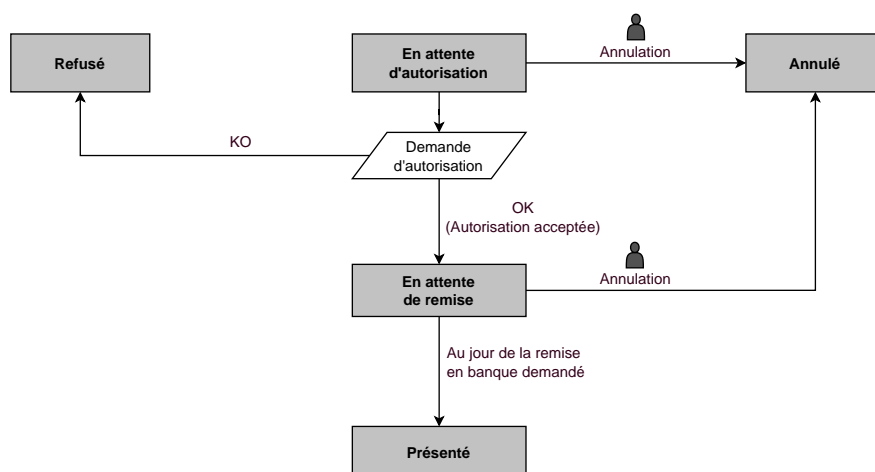 Refusé
En attente
d'autorisation
Annulation
Annulé
KO
Demande
d'autorisation
OK
(Autorisation acceptée)
En attente
de remise
Annulation
Au jour de la remise
en banque demandé
Présenté